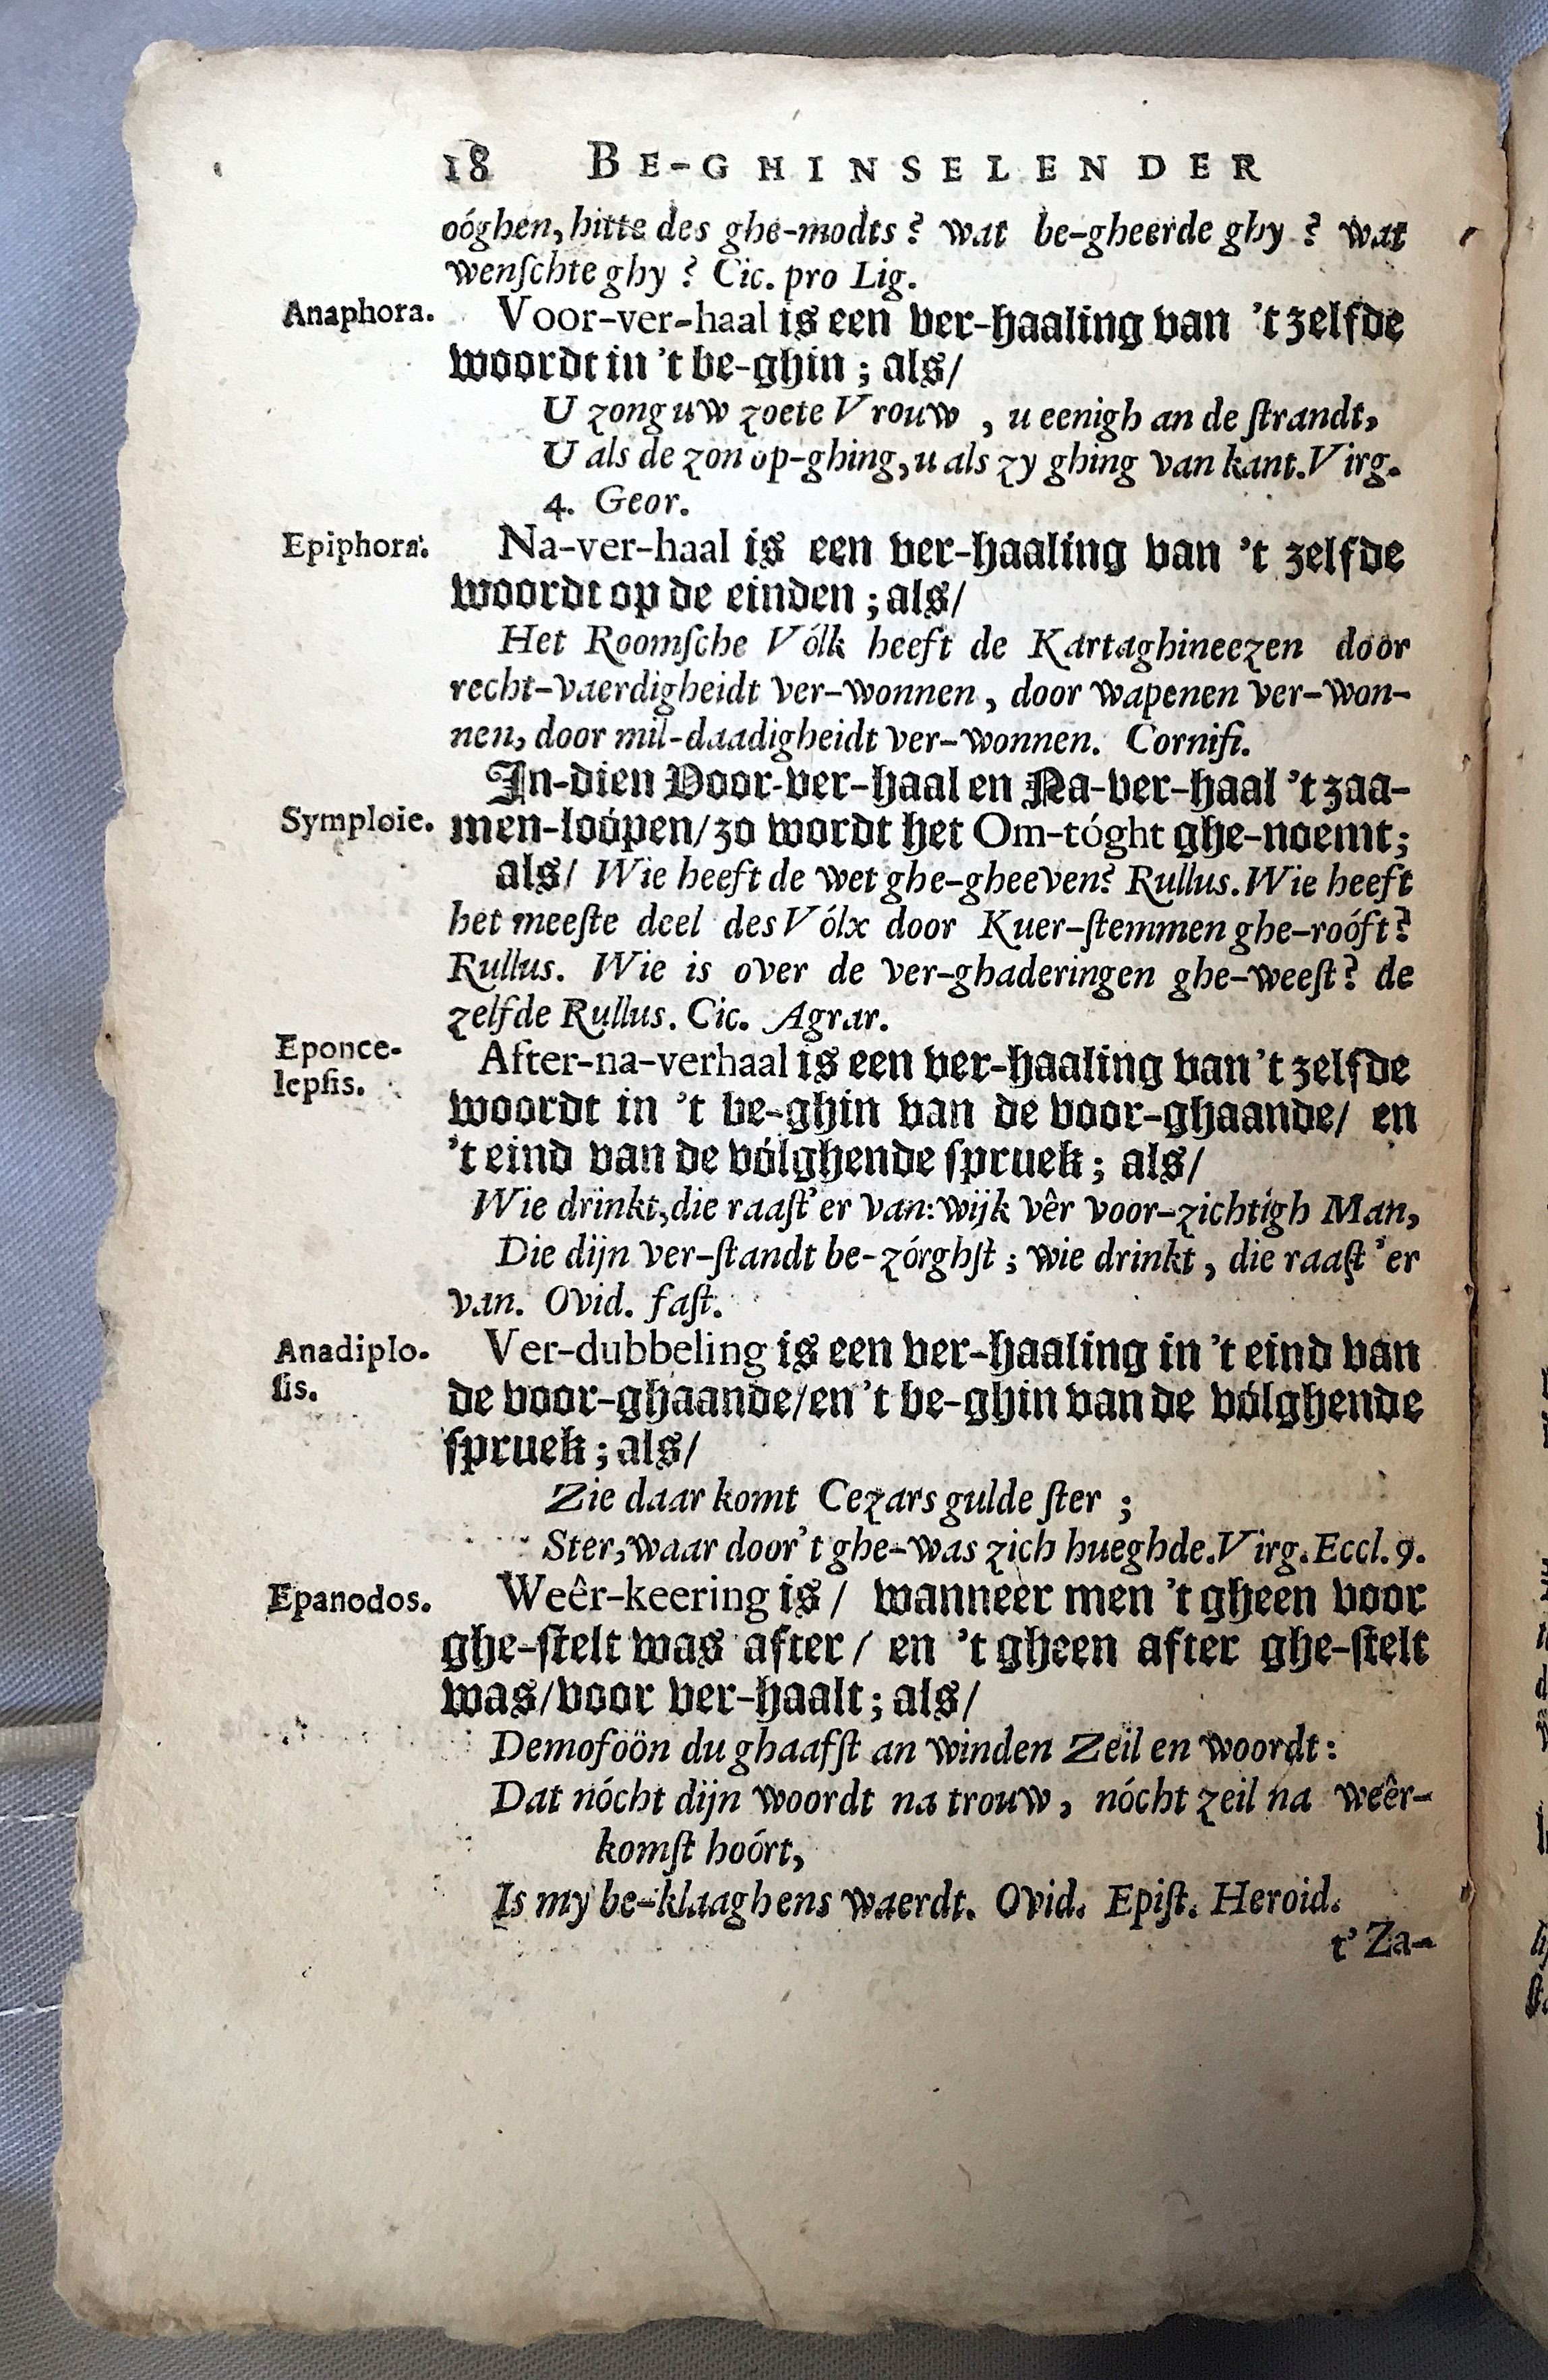 18 BE-GHINSELENDER
oóghen, hitte des ghe-modts? wat be-gheerde ghy? wat
wenſchte ghy? Cic. pro Lig.
Anaphora. Voor-ver-haal is een ver-haaling van 't zelfde
woordt in 't be-ghin; als/
U zong uw zoete Vrouw, u eenigh an de ſtrandt,
U als de zon op-ghing, u als zy ghing van kant. Virg.
4. Geor.
Epiphora. Na-ver-haal is een ver-haaling van 't zelfde
woordt op de einden; als/
Het Roomſche Vólk heeft de Kartaghineezen door
recht-vaerdigheidt ver-wonnen, door wapenen ver-won-
nen, door mil-daadigheidt ver-wonnen. Cornifi.
In-dien Voor-ver-haal en Na-ver-haal 't zaa-
Symploie. men-loópen/ zo wordt het Om-tóght ghe-noemt;
als/ Wie heeft de wet ghe-gheeven? Rullus. Wie heeft
het meeſte deel des Vólx door Kuer-ſtemmen ghe-roóft?
Rullus. Wie is over de ver-ghaderingen ghe-weeſt? de
zelfde Rullus. Cic. Agrar.
Eponce-
lepſis.
After-na-verhaal is een ver-haaling van 't zelfde
woordt in 't be-ghin van de voor-ghaande/ en
't eind van de vólghende ſpruek; als/
Wie drinkt, die raaſt'er van: wijk vêr voor-zichtigh Man,
Die dijn ver-ſtandt be-zórghſt; wie drinkt, die raaſt'er
van. Ovid. faſt.
Anadiplo-
ſis.
Ver-dubbeling is een ver-haaling in 't eind van
de voor-ghaande/ en 't be-ghin van de vólghende
ſpruek; als/
Zie daar komt Cezars gulde ſter;
Ster, waar door 't ghe-was zich hueghde. Virg. Eccl. 9.
Epanodos. Weêr-keering is/ wanneer men 't gheen voor
ghe-ſtelt was after/ en 't gheen after ghe-ſtelt
was/ voor ver-haalt; als/
Demofoön du ghaafſt an winden Zeil en woordt:
Dat nócht dijn woordt na trouw, nócht zeil na weêr-
komſt hoórt,
Is my be-klaaghens waerdt. Ovid. Epiſt. Heroid.
t' Za-